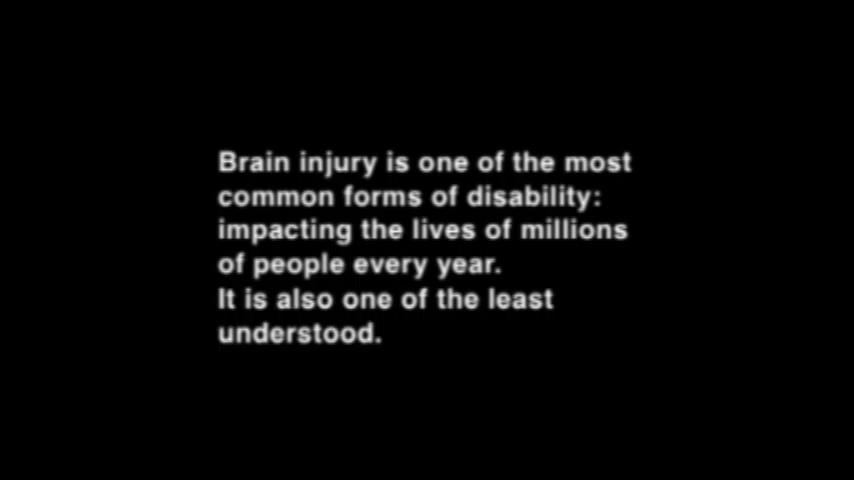 Brain injury is one of the most
common forms of disability:
impacting the lives of millions
of people every year.
It is also one of the least
understood.